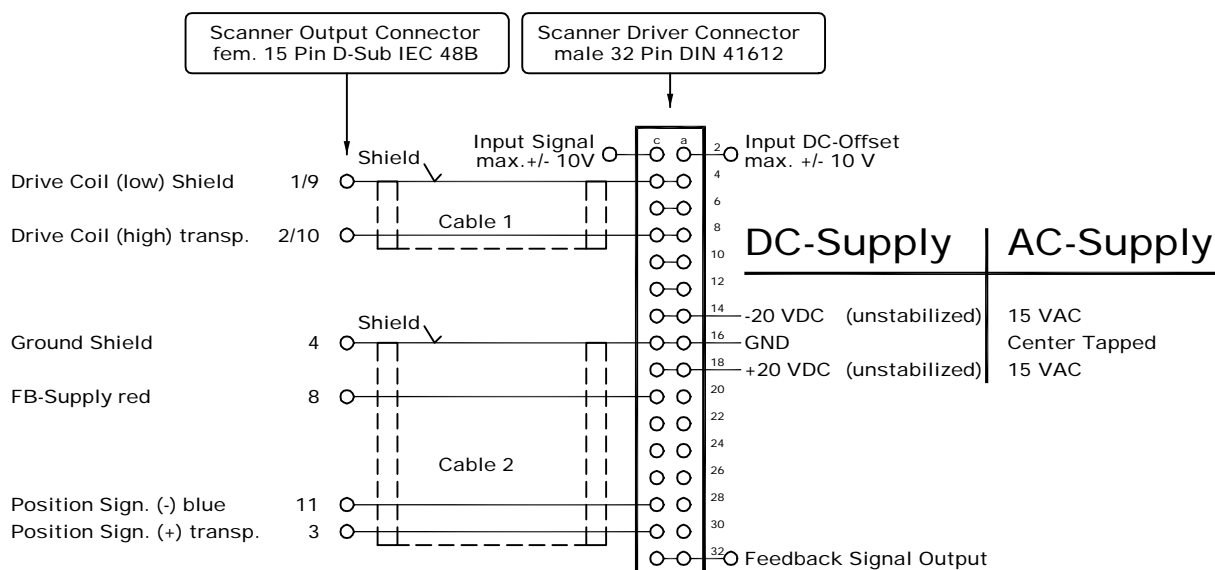 Scanner Output Connector
fem. 15 Pin D-Sub IEC 48B
Scanner Driver Connector
male 32 Pin DIN 41612
Input Signal
max.+/- 10V
c a
2
Input DC-Offset
max. +/- 10 V
Shield
Drive Coil (low) Shield 1/9
4
6
Cable 1
Drive Coil (high) transp. 2/10
8
DC-Supply AC-Supply
10
12
14
-20 VDC (unstabilized) 15 VAC
Shield
Ground Shield 4
16
GND Center Tapped
18
+20 VDC (unstabilized) 15 VAC
FB-Supply red 8
20
22
24
Cable 2
26
Position Sign. (-) blue 11
28
Position Sign. (+) transp. 3
30
32
Feedback Signal Output